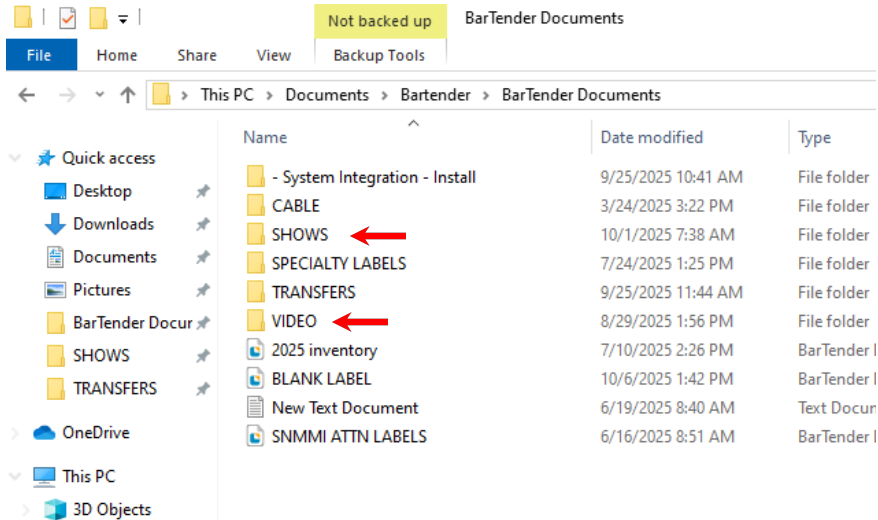 Not backed up BarTender Documents
File Home Share View Backup Tools
This PC > Documents > Bartender > BarTender Documents
Quick access
Desktop
Downloads
Documents
Pictures
BarTender Docur
SHOWS
TRANSFERS
OneDrive
This PC
3D Objects
Name Date modified Type
- System Integration - Install 9/25/2025 10:41 AM File folder
CABLE 3/24/2025 3:22 PM File folder
SHOWS 10/1/2025 7:38 AM File folder
SPECIALTY LABELS 7/24/2025 1:25 PM File folder
TRANSFERS 9/25/2025 11:44 AM File folder
VIDEO 8/29/2025 1:56 PM File folder
2025 inventory 7/10/2025 2:26 PM BarTender
BLANK LABEL 10/6/2025 1:42 PM BarTender
New Text Document 6/19/2025 8:40 AM Text Docun
SNMMI ATTN LABELS 6/16/2025 8:51 AM BarTender